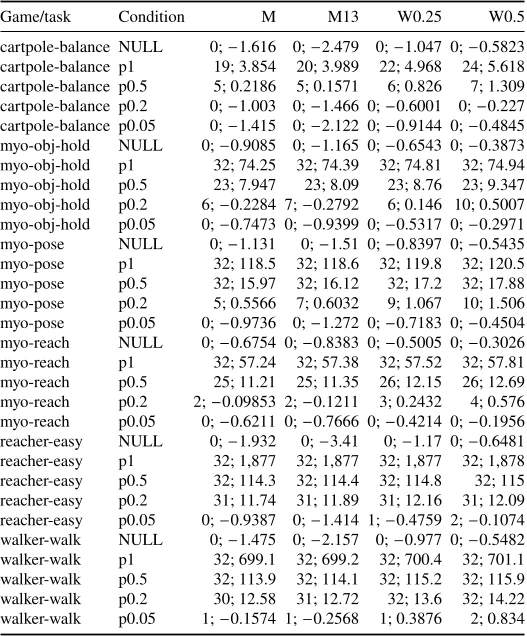 Game/task Condition M M13 W0.25 W0.5
cartpole-balance NULL 0; −1.616 0; −2.479 0; −1.047 0; −0.5823
cartpole-balance p1 19; 3.854 20; 3.989 22; 4.968 24; 5.618
cartpole-balance p0.5 5; 0.2186 5; 0.1571 6; 0.826 7; 1.309
cartpole-balance p0.2 0; −1.003 0; −1.466 0; −0.6001 0; −0.227
cartpole-balance p0.05 0; −1.415 0; −2.122 0; −0.9144 0; −0.4845
myo-obj-hold NULL 0; −0.9085 0; −1.165 0; −0.6543 0; −0.3873
myo-obj-hold p1 32; 74.25 32; 74.39 32; 74.81 32; 74.94
myo-obj-hold p0.5 23; 7.947 23; 8.09 23; 8.76 23; 9.347
myo-obj-hold p0.2 6; −0.2284 7; −0.2792 6; 0.146 10; 0.5007
myo-obj-hold p0.05 0; −0.7473 0; −0.9399 0; −0.5317 0; −0.2971
myo-pose NULL 0; −1.131 0; −1.51 0; −0.8397 0; −0.5435
myo-pose p1 32; 118.5 32; 118.6 32; 119.8 32; 120.5
myo-pose p0.5 32; 15.97 32; 16.12 32; 17.2 32; 17.88
myo-pose p0.2 5; 0.5566 7; 0.6032 9; 1.067 10; 1.506
myo-pose p0.05 0; −0.9736 0; −1.272 0; −0.7183 0; −0.4504
myo-reach NULL 0; −0.6754 0; −0.8383 0; −0.5005 0; −0.3026
myo-reach p1 32; 57.24 32; 57.38 32; 57.52 32; 57.81
myo-reach p0.5 25; 11.21 25; 11.35 26; 12.15 26; 12.69
myo-reach p0.2 2; −0.09853 2; −0.1211 3; 0.2432 4; 0.576
myo-reach p0.05 0; −0.6211 0; −0.7666 0; −0.4214 0; −0.1956
reacher-easy NULL 0; −1.932 0; −3.41 0; −1.17 0; −0.6481
reacher-easy p1 32; 1,877 32; 1,877 32; 1,877 32; 1,878
reacher-easy p0.5 32; 114.3 32; 114.4 32; 114.8 32; 115
reacher-easy p0.2 31; 11.74 31; 11.89 31; 12.16 31; 12.09
reacher-easy p0.05 0; −0.9387 0; −1.414 1; −0.4759 2; −0.1074
walker-walk NULL 0; −1.475 0; −2.157 0; −0.977 0; −0.5482
walker-walk p1 32; 699.1 32; 699.2 32; 700.4 32; 701.1
walker-walk p0.5 32; 113.9 32; 114.1 32; 115.2 32; 115.9
walker-walk p0.2 30; 12.58 31; 12.72 32; 13.6 32; 14.22
walker-walk p0.05 1; −0.1574 1; −0.2568 1; 0.3876 2; 0.834